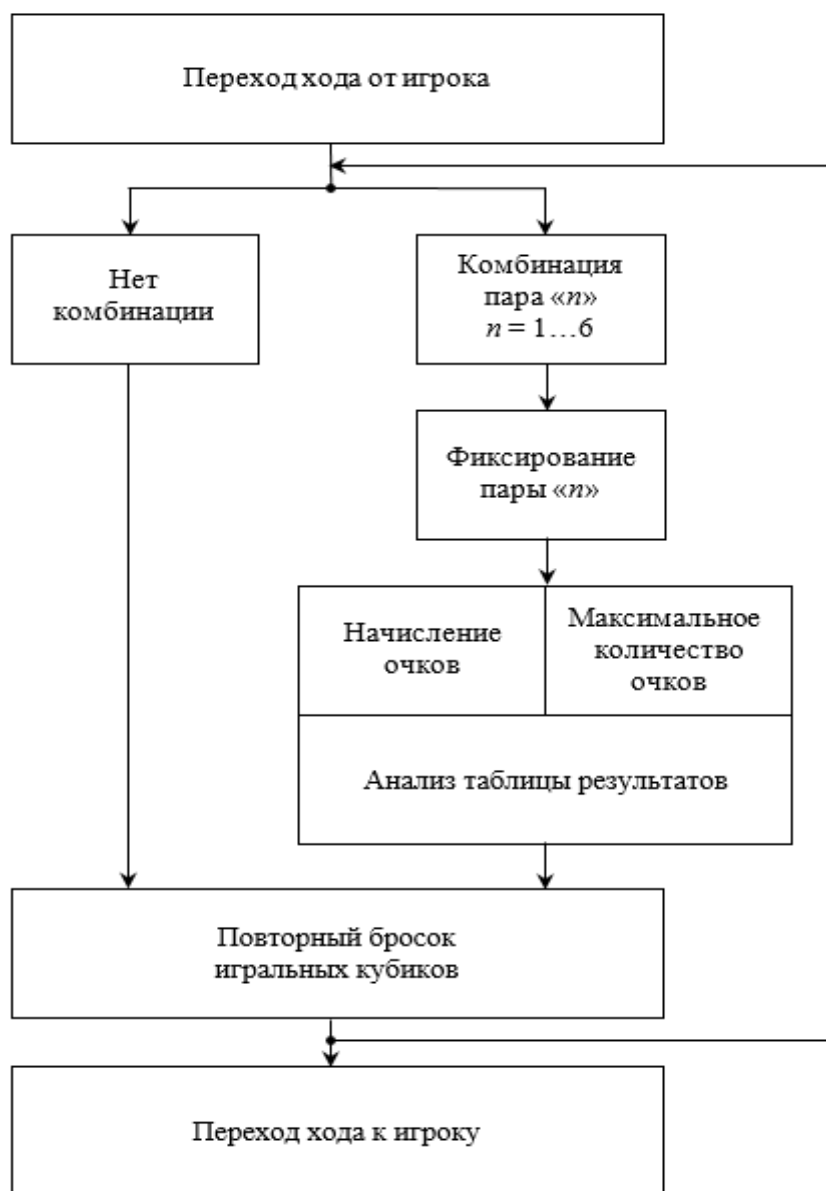 Переход хода от игрока
Нет
комбинации
Комбинация
пара «n»
n = 1…6
Фиксирование
пары «n»
Начисление
очков
Максимальное
количество
очков
Анализ таблицы результатов
Повторный бросок
игральных кубиков
Переход хода к игроку